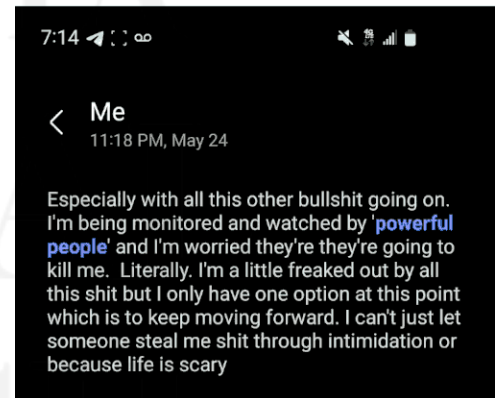 7:14
Me
11:18 PM, May 24
Especially with all this other bullshit going on.
I'm being monitored and watched by 'powerful
people' and I'm worried they're they're going to
kill me.  Literally. I'm a little freaked out by all
this shit but I only have one option at this point
which is to keep moving forward. I can't just let
someone steal me shit through intimidation or
because life is scary